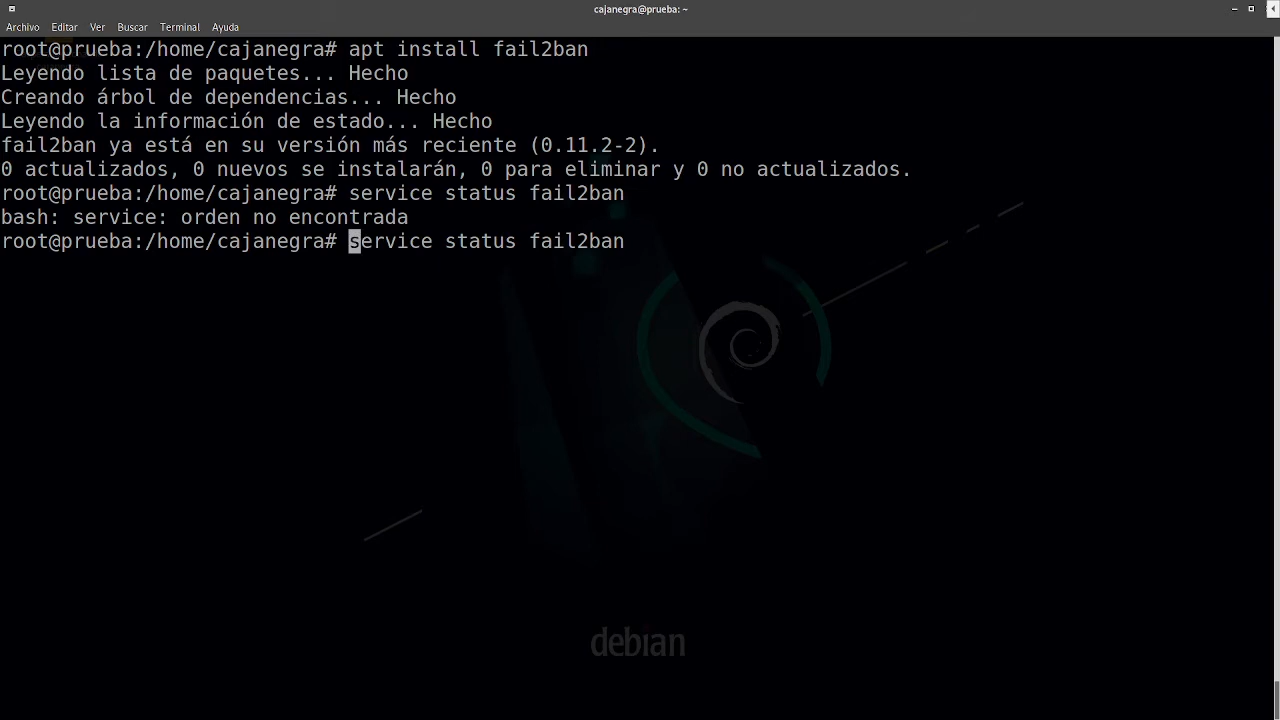 cajanegra@prueba: ~
Archivo Editar Ver Buscar Terminal Ayuda
root@prueba:/home/cajanegra# apt install fail2ban
Leyendo lista de paquetes... Hecho
Creando árbol de dependencias... Hecho
Leyendo la información de estado... Hecho
fail2ban ya está en su versión más reciente (0.11.2-2).
0 actualizados, 0 nuevos se instalarán, 0 para eliminar y 0 no actualizados.
root@prueba:/home/cajanegra# service status fail2ban
bash: service: orden no encontrada
root@prueba:/home/cajanegra# service status fail2ban
debian